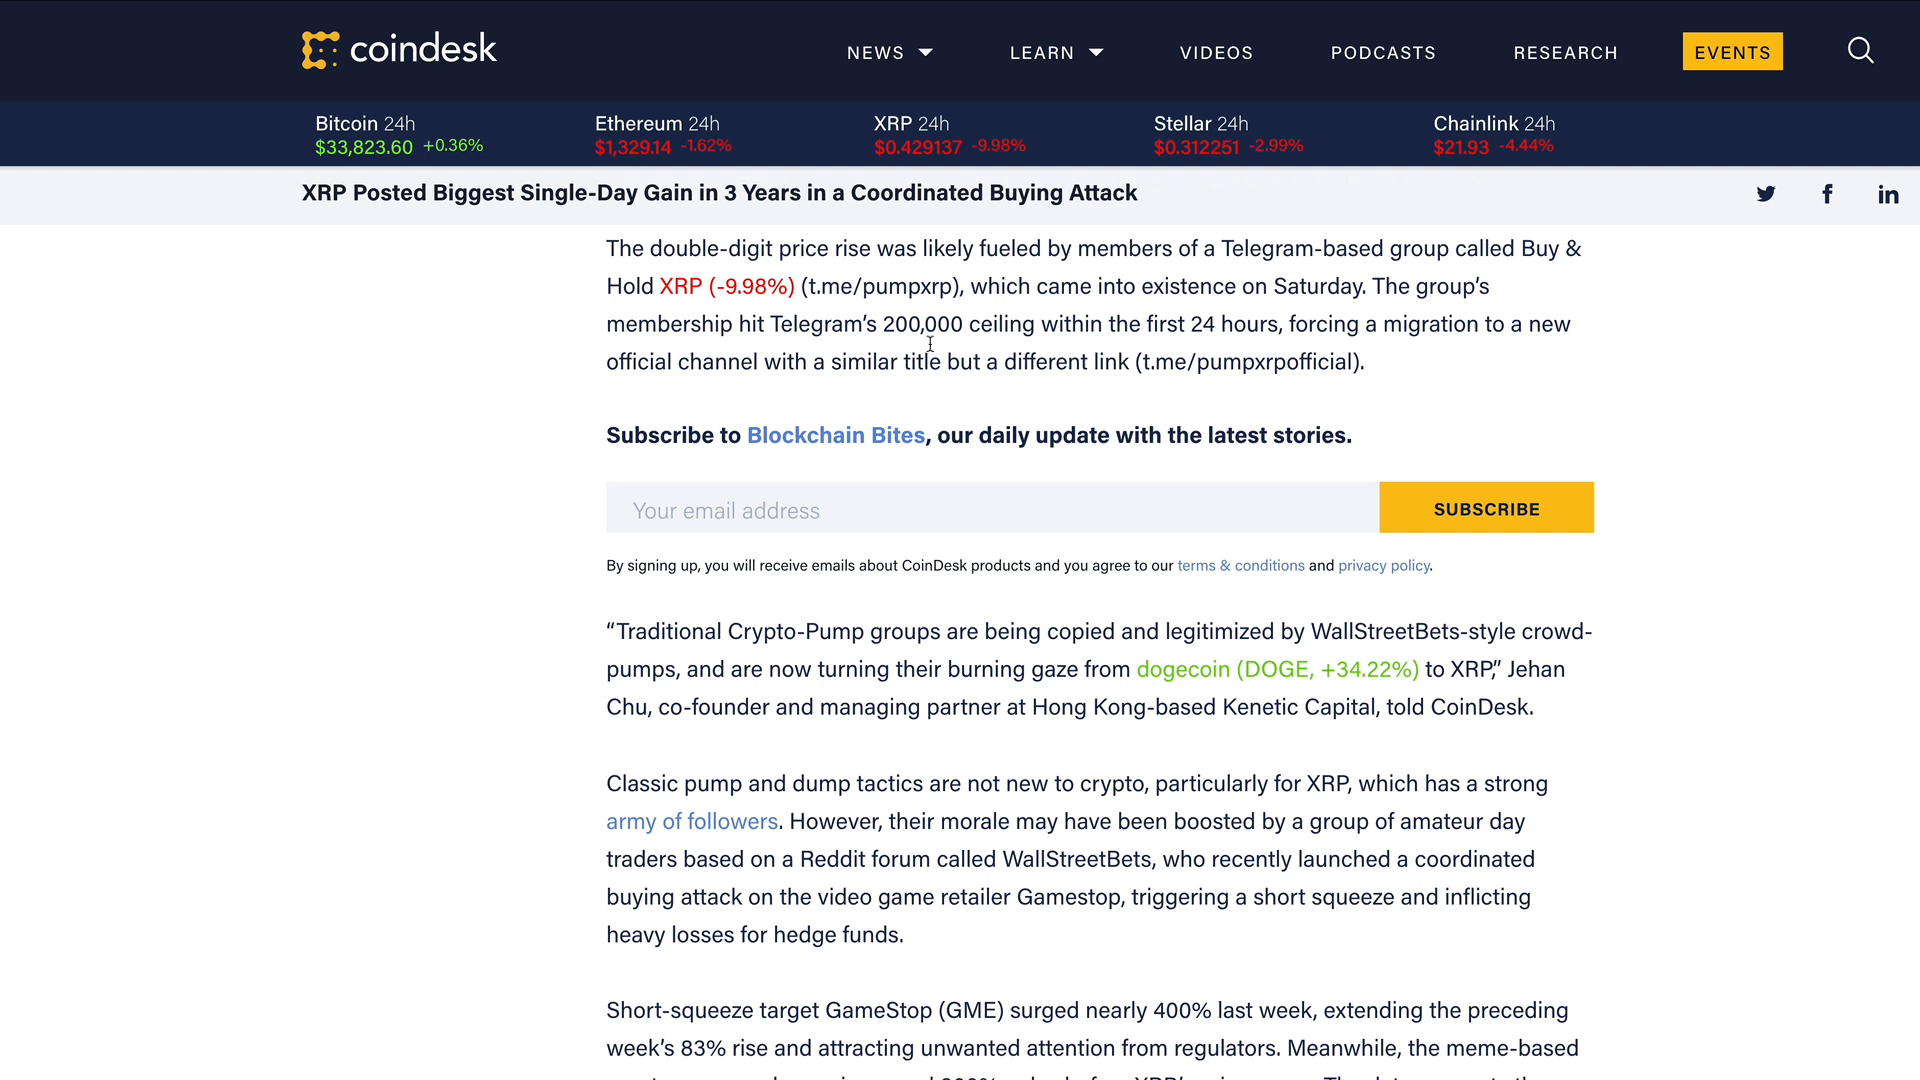 coindesk
NEWS
LEARN
VIDEOS
PODCASTS
RESEARCH
EVENTS
Bitcoin 24h
$33,823.60 +0.36%
Ethereum 24h
$1,329.14 -1.62%
XRP 24h
$0.429137 -9.98%
Stellar 24h
$0.312251 -2.99%
Chainlink 24h
$21.93 -4.44%
XRP Posted Biggest Single-Day Gain in 3 Years in a Coordinated Buying Attack
The double-digit price rise was likely fueled by members of a Telegram-based group called Buy &
Hold XRP (-9.98%) (t.me/pumpxrp), which came into existence on Saturday. The group’s
membership hit Telegram’s 200,000 ceiling within the first 24 hours, forcing a migration to a new
official channel with a similar title but a different link (t.me/pumpxrpofficial).
Subscribe to Blockchain Bites, our daily update with the latest stories.
Your email address
SUBSCRIBE
By signing up, you will receive emails about CoinDesk products and you agree to our terms & conditions and privacy policy.
“Traditional Crypto-Pump groups are being copied and legitimized by WallStreetBets-style crowd-
pumps, and are now turning their burning gaze from dogecoin (DOGE, +34.22%) to XRP,” Jehan
Chu, co-founder and managing partner at Hong Kong-based Kenetic Capital, told CoinDesk.
Classic pump and dump tactics are not new to crypto, particularly for XRP, which has a strong
army of followers. However, their morale may have been boosted by a group of amateur day
traders based on a Reddit forum called WallStreetBets, who recently launched a coordinated
buying attack on the video game retailer Gamestop, triggering a short squeeze and inflicting
heavy losses for hedge funds.
Short-squeeze target GameStop (GME) surged nearly 400% last week, extending the preceding
week’s 83% rise and attracting unwanted attention from regulators. Meanwhile, the meme-based